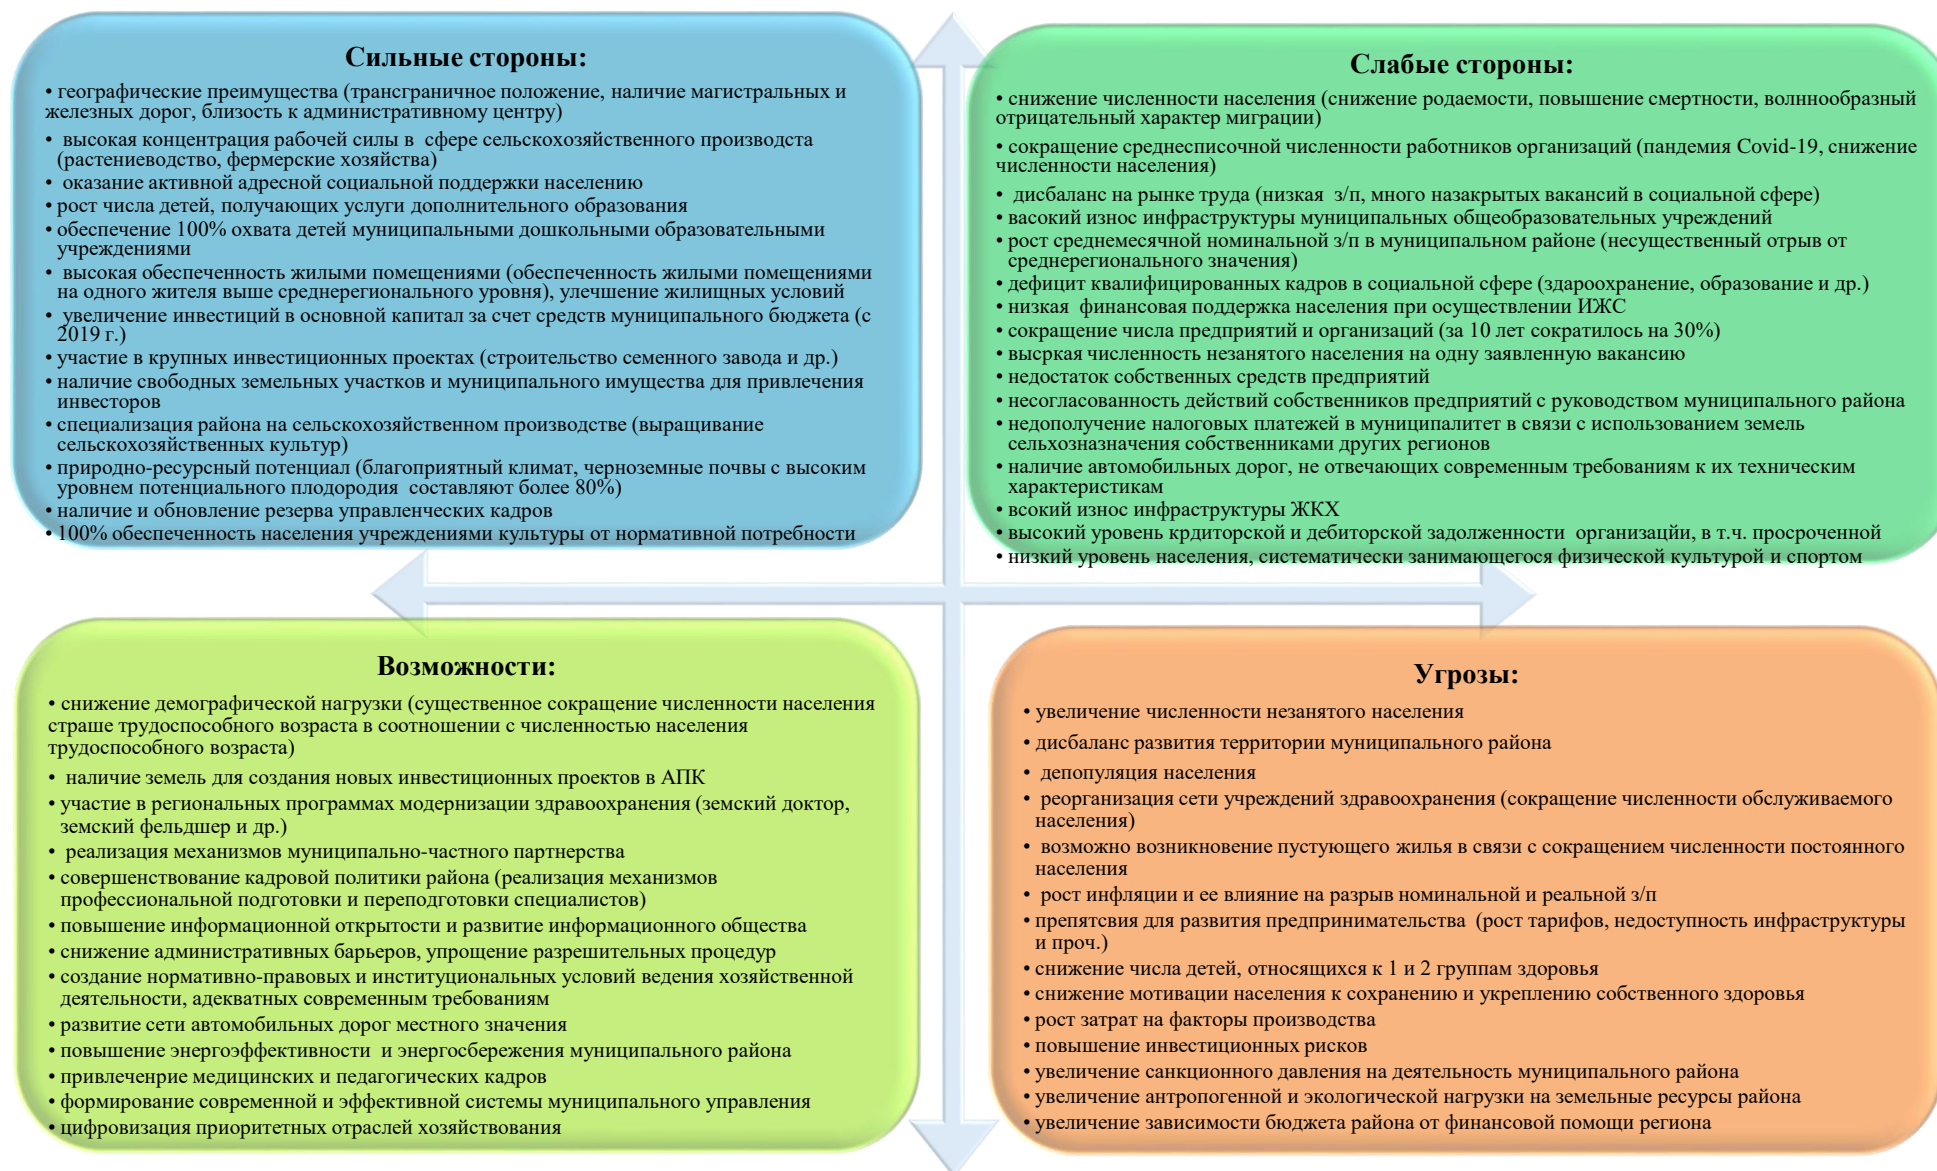 Сильные стороны:
• географические преимущества (трансграничное положение, наличие магистральных и
железных дорог, близость к административному центру)
• высокая концентрация рабочей силы в сфере сельскохозяйственного производста
(растениеводство, фермерские хозяйства)
• оказание активной адресной социальной поддержки населению
• рост числа детей, получающих услуги дополнительного образования
• обеспечение 100% охвата детей муниципальными дошкольными образовательными
учреждениями
• высокая обеспеченность жилыми помещениями (обеспеченность жилыми помещениями
на одного жителя выше среднерегионального уровня), улечшение жилищных условий
• увеличение инвестиций в основной капитал за счет средств муниципального бюджета (с
2019 г.)
• участие в крупных инвестиционных проектах (строительство семенного завода и др.)
• наличие свободных земельных участков и муниципального имущества для привлечения
инвесторов
• специализация района на сельскохозяйственном производстве (выращивание
сельскохозяйственных культур)
• природно-ресурсный потенциал (благоприятный климат, черноземные почвы с высоким
уровнем потенциального плодородия составляют более 80%)
• наличие и обновление резерва управленческих кадров
• 100% обеспеченность населения учреждениями культуры от нормативной потребности
Слабые стороны:
• снижение численности населения (снижение родаемости, повышение смертности, волннообразный
отрицательный характер миграции)
• сокращение среднесписочной численности работников организаций (пандемия Covid-19, снижение
численности населения)
• дисбаланс на рынке труда (низкая з/п, много назакрытых вакансий в социальной сфере)
• васокий износ инфраструктуры муниципальных общеобразовательных учреждений
• рост среднемесячной номинальной з/п в муниципальном районе (несущественный отрыв от
среднерегионального значения)
• дефицит квалифицированных кадров в социальной сфере (здароохранение, образование и др.)
• низкая финансовая поддержка населения при осуществлении ИЖС
• сокращение числа предприятий и организаций (за 10 лет сократилось на 30%)
• высркая численность незанятого населения на одну заявленную вакансию
• недостаток собственных средств предприятий
• несогласованность действий собственников предприятий с руководством муниципального района
• недополучение налоговых платежей в муниципалитет в связи с использованием земель
сельхозназначения собственниками других регионов
• наличие автомобильных дорог, не отвечающих современным требованиям к их техническим
характеристикам
• всокий износ инфраструктуры ЖКХ
• высокий уровень крдиторской и дебиторской задолженности организаций, в т.ч. просроченной
• низкий уровень населения, систематически занимающегося физической культурой и спортом
Возможности:
• снижение демографической нагрузки (существенное сокращение численности населения
страше трудоспособного возраста в соотношении с численностью населения
трудоспособного возраста)
• наличие земель для создания новых инвестиционных проектов в АПК
• участие в региональных программах модернизации здравоохранения (земский доктор,
земский фельдшер и др.)
• реализация механизмов муниципально-частного партнерства
• совершенствование кадровой политики района (реализация механизмов
профессиональной подготовки и переподготовки специалистов)
• повышение информационной открытости и развитие информационного общества
• снижение административных барьеров, упрощение разрешительных процедур
• создание нормативно-правовых и институциональных условий ведения хозяйственной
деятельности, адекватных современным требованиям
• развитие сети автомобильных дорог местного значения
• повышение энергоэффективности и энергосбережения муниципального района
• привлеченрие медицинских и педагогических кадров
• формирование современной и эффективной системы муниципального управления
• цифровизация приоритетных отраслей хозяйствования
Угрозы:
• увеличение численности незанятого населения
• дисбаланс развития территории муниципального района
• депопуляция населения
• реорганизация сети учреждений здравоохранения (сокращение численности обслуживаемого
населения)
• возможно возникновение пустующего жилья в связи с сокращением численности постоянного
населения
• рост инфляции и ее влияние на разрыв номинальной и реальной з/п
• препятсвия для развития предпринимательства (рост тарифов, недоступность инфраструктуры
и проч.)
• снижение числа детей, относящихся к 1 и 2 группам здоровья
• снижение мотивации населения к сохранению и укреплению собственного здоровья
• рост затрат на факторы производства
• повышение инвестиционных рисков
• увеличение санкционного давления на деятельность муниципального района
• увеличение антропогенной и экологической нагрузки на земельные ресурсы района
• увеличение зависимости бюджета района от финансовой помощи региона